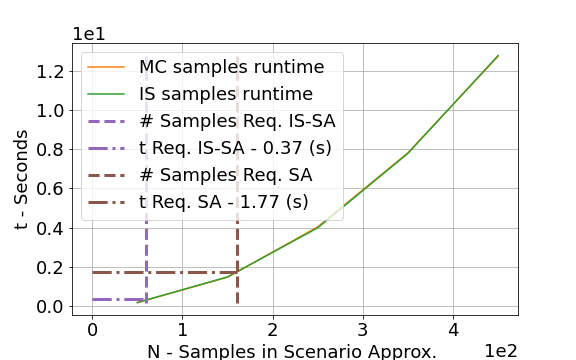 1e1
MC samples runtime
IS samples runtime
# Samples Req. IS-SA
t Req. IS-SA - 0.37 (s)
# Samples Req. SA
t Req. SA - 1.77 (s)
1.2
1.0
0.8
0.6
0.4
0.2
0.0
t - Seconds
0 1 2 3 4
1e2
N - Samples in Scenario Approx.